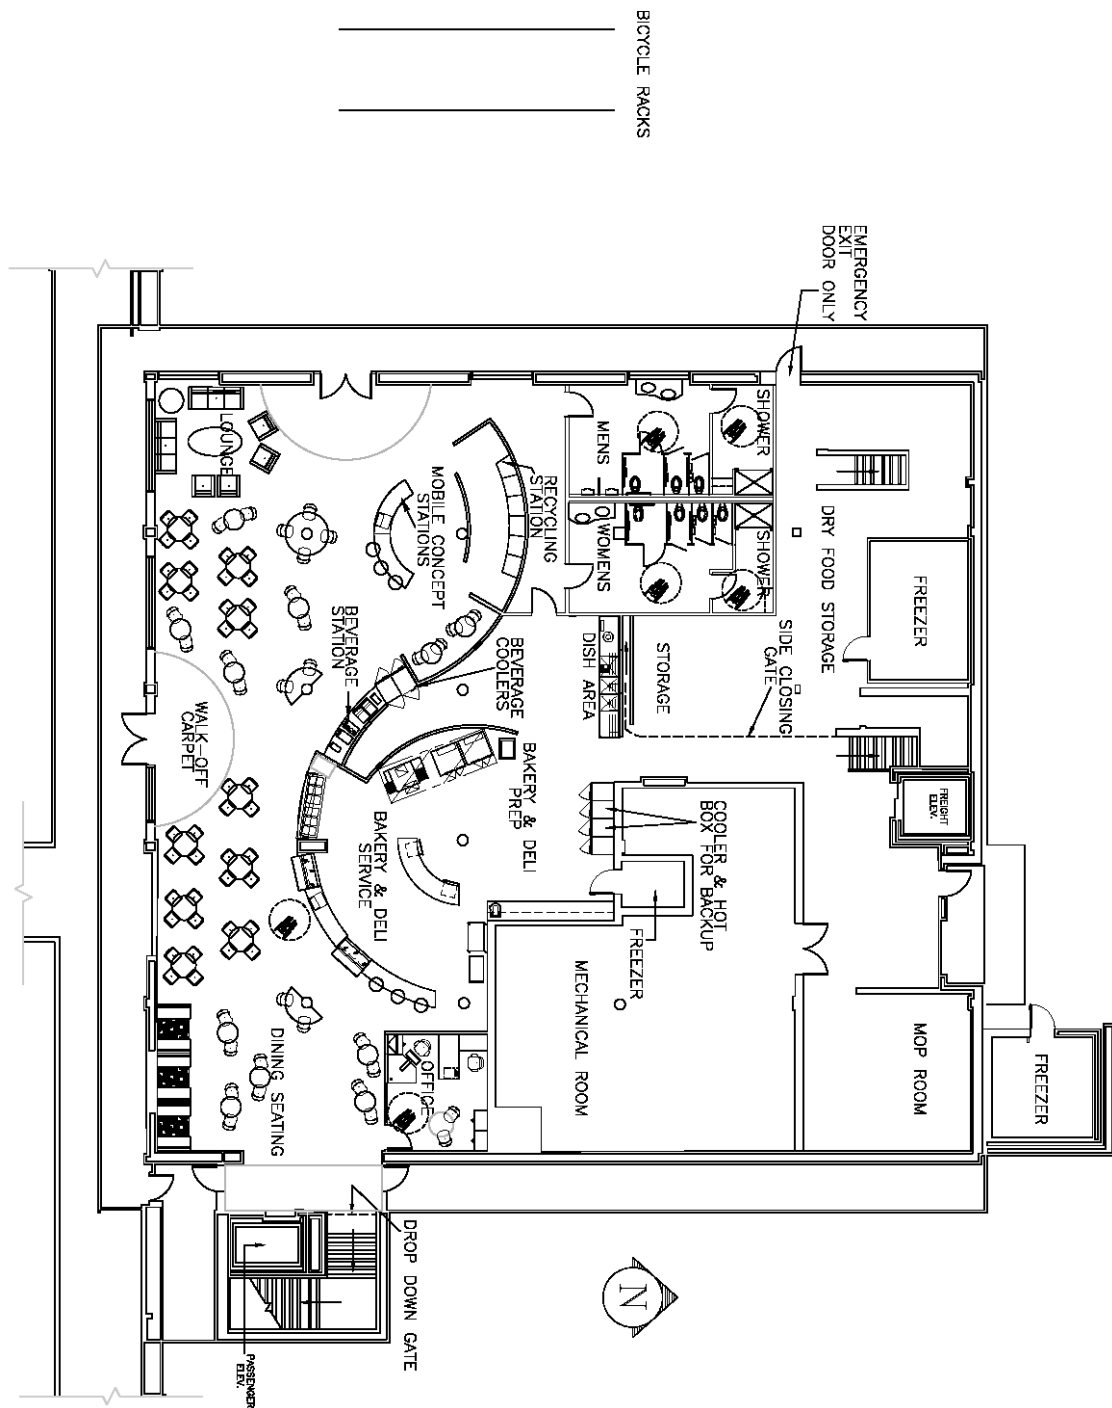 BICYCLE RACKS
EMERGENCY
EXIT
DOOR ONLY
SHOWER
MENS
LOUNGE
MOBILE CONCEPT
STATIONS
RECYCLING
STATION
WOMENS
SHOWER
DRY FOOD STORAGE
FREEZER
BEVERAGE
STATION
BEVERAGE
COOLERS
DISH AREA
STORAGE
SIDE CLOSING
GATE
WALK-OFF
CARPET
BAKERY & DELI
PREP
BAKERY & DELI
SERVICE
COOLER & HOT
BOX FOR BACKUP
FREIGHT
ELEV.
FREEZER
MECHANICAL ROOM
MOP ROOM
FREEZER
DINING SEATING
OFFICE
DROP DOWN GATE
N
PASSENGER
ELEV.